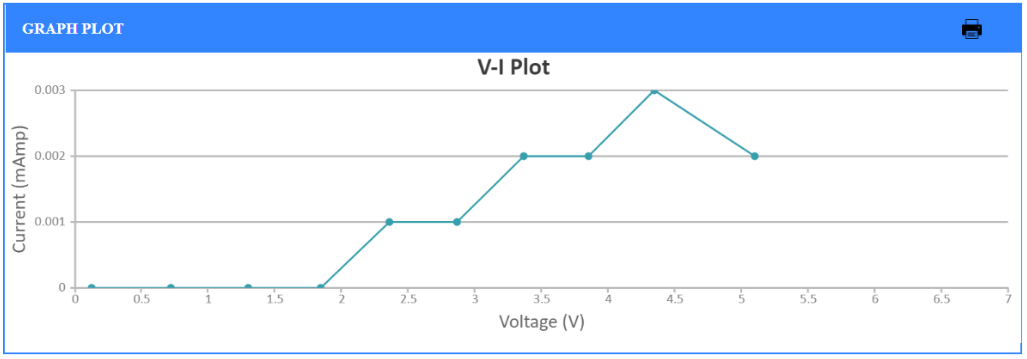 GRAPH PLOT
V-I Plot
Current (mAmp)
0.003
0.002
0.001
0
0 0.5 1 1.5 2 2.5 3 3.5 4 4.5 5 5.5 6 6.5 7
Voltage (V)